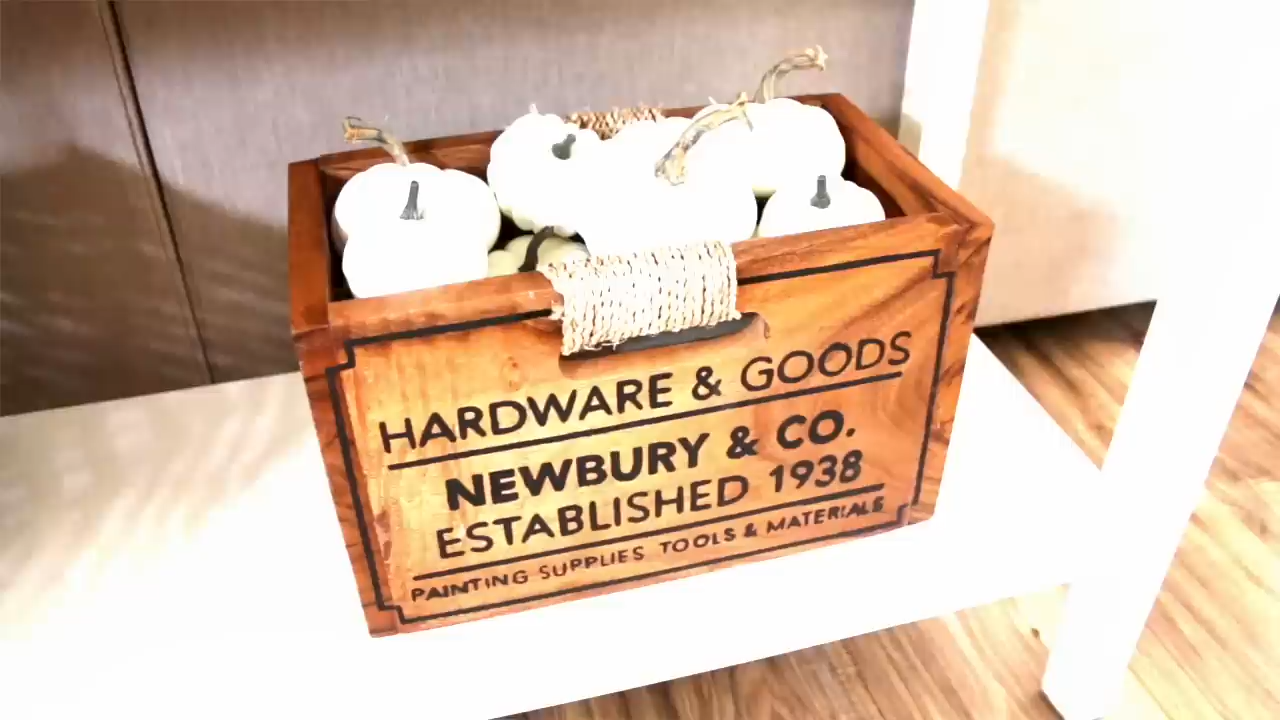 HARDWARE & GOODS
NEWBURY & CO.
ESTABLISHED 1938
PAINTING SUPPLIES TOOLS & MATERIALS